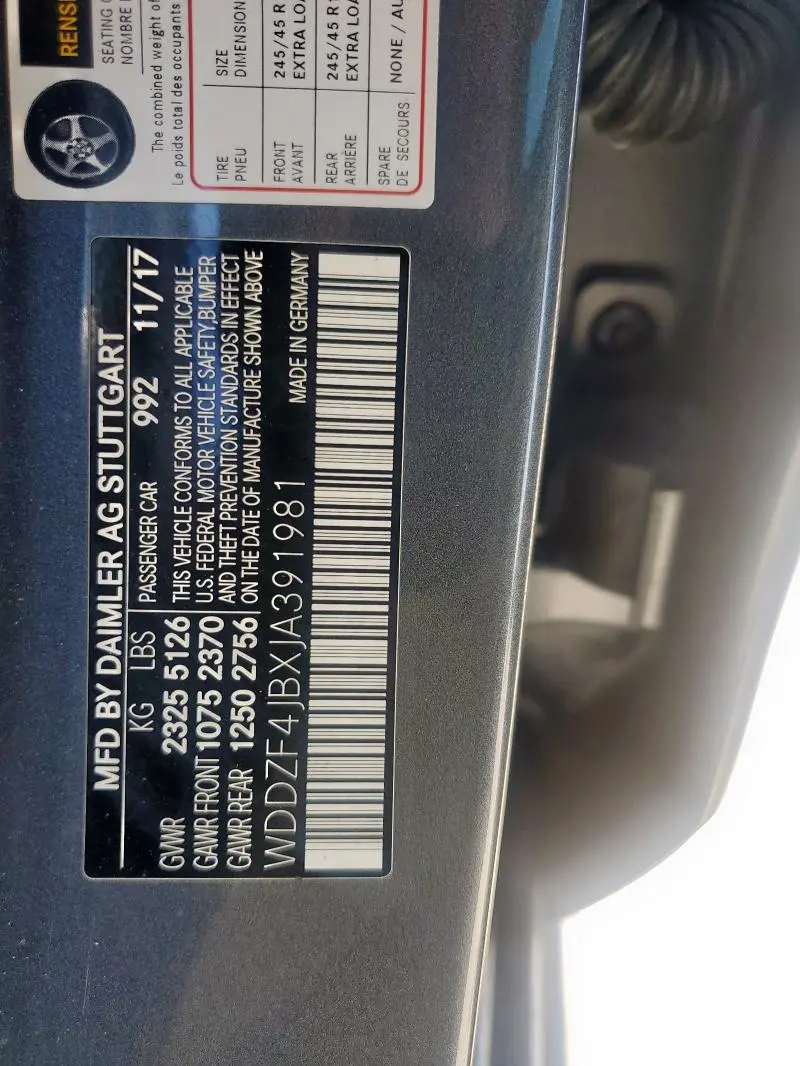 MFD BY DAIMLER AG STUTTGART
KG LBS PASSENGER CAR 992 11/17
GVWR 2325 5126 THIS VEHICLE CONFORMS TO ALL APPLICABLE
GAWR FRONT 1075 2370 U.S. FEDERAL MOTOR VEHICLE SAFETY,BUMPER
GAWR REAR 1250 2756 AND THEFT PREVENTION STANDARDS IN EFFECT
ON THE DATE OF MANUFACTURE SHOWN ABOVE
WDDZF4JBXJA391981 MADE IN GERMANY
SEATING
NOMBRE
The combined weight of
Le poids total des occupants
TIRE SIZE
PNEU DIMENSION
FRONT 245/45 R
AVANT EXTRA
REAR 245/45 R
ARRIÈRE EXTRA
SPARE NONE /
DE SECOURS